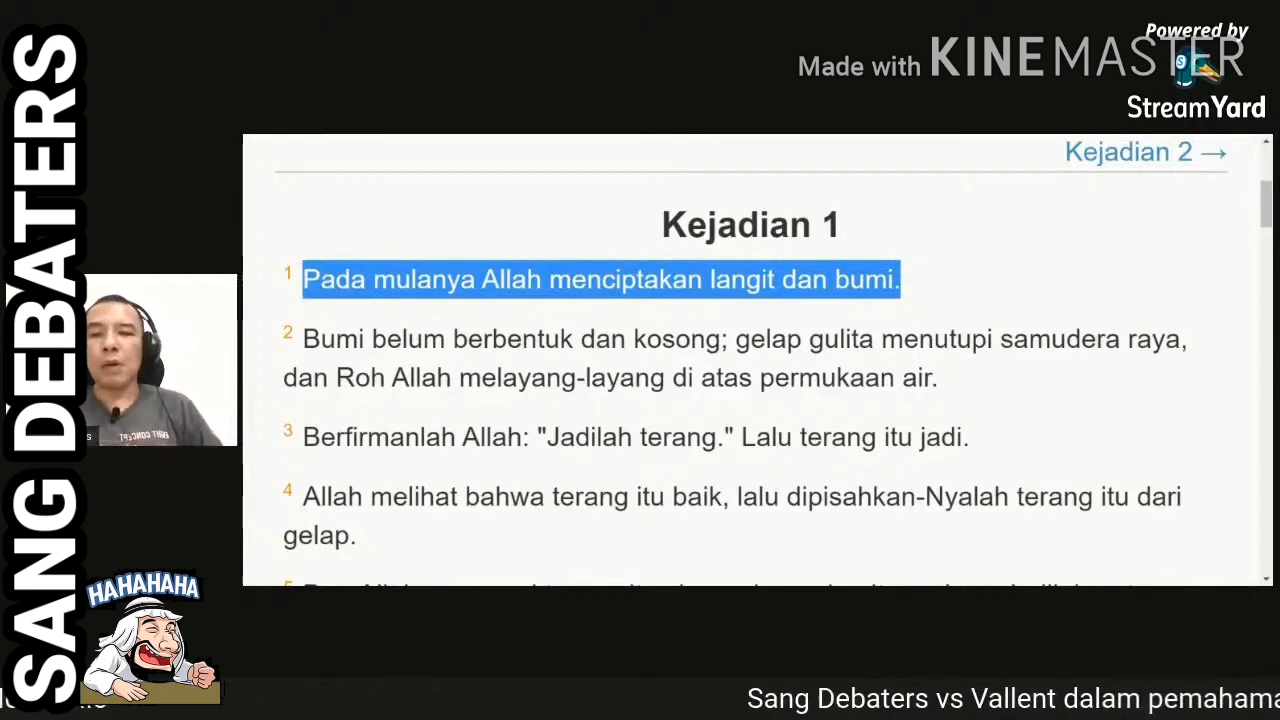 SANG DEBATERS
Powered by
Made with KINEMASTER
StreamYard
Kejadian 2 →
Kejadian 1
1 Pada mulanya Allah menciptakan langit dan bumi.
2 Bumi belum berbentuk dan kosong; gelap gulita menutupi samudera raya,
dan Roh Allah melayang-layang di atas permukaan air.
3 Berfirmanlah Allah: "Jadilah terang." Lalu terang itu jadi.
4 Allah melihat bahwa terang itu baik, lalu dipisahkan-Nyalah terang itu dari
gelap.
HAHAHAHA
Sang Debaters vs Vallent dalam pemahama